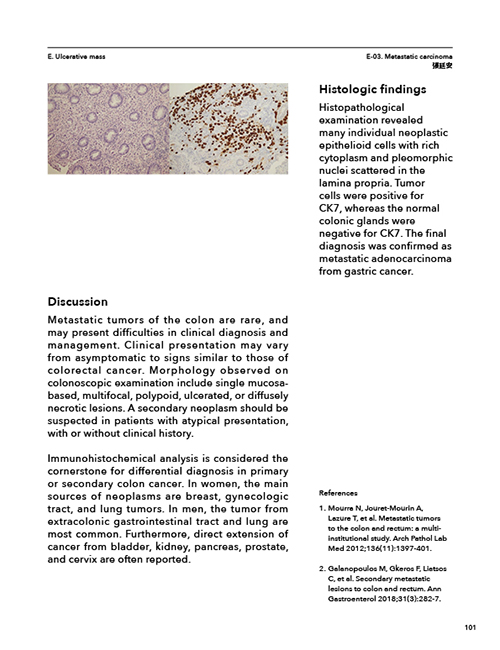 E. Ulcerative mass
E-03. Metastatic carcinoma
張廷安
Histologic findings
Histopathological
examination revealed
many individual neoplastic
epithelioid cells with rich
cytoplasm and pleomorphic
nuclei scattered in the
lamina propria. Tumor
cells were positive for
CK7, whereas the normal
colonic glands were
negative for CK7. The final
diagnosis was confirmed as
metastatic adenocarcinoma
from gastric cancer.
Discussion
Metastatic tumors of the colon are rare, and
may present difficulties in clinical diagnosis and
management. Clinical presentation may vary
from asymptomatic to signs similar to those of
colorectal cancer. Morphology observed on
colonoscopic examination include single mucosa-
based, multifocal, polypoid, ulcerated, or diffusely
necrotic lesions. A secondary neoplasm should be
suspected in patients with atypical presentation,
with or without clinical history.
Immunohistochemical analysis is considered the
cornerstone for differential diagnosis in primary
or secondary colon cancer. In women, the main
sources of neoplasms are breast, gynecologic
tract, and lung tumors. In men, the tumor from
extracolonic gastrointestinal tract and lung are
most common. Furthermore, direct extension of
cancer from bladder, kidney, pancreas, prostate,
and cervix are often reported.
References
1. Mourra N, Jouret-Mourin A,
Lazure T, et al. Metastatic tumors
to the colon and rectum: a multi-
institutional study. Arch Pathol Lab
Med 2012;136(11):1397-401.
2. Galanopoulos M, Gkeros F, Liatsos
C, et al. Secondary metastatic
lesions to colon and rectum. Ann
Gastroenterol 2018;31(3):282-7.
101